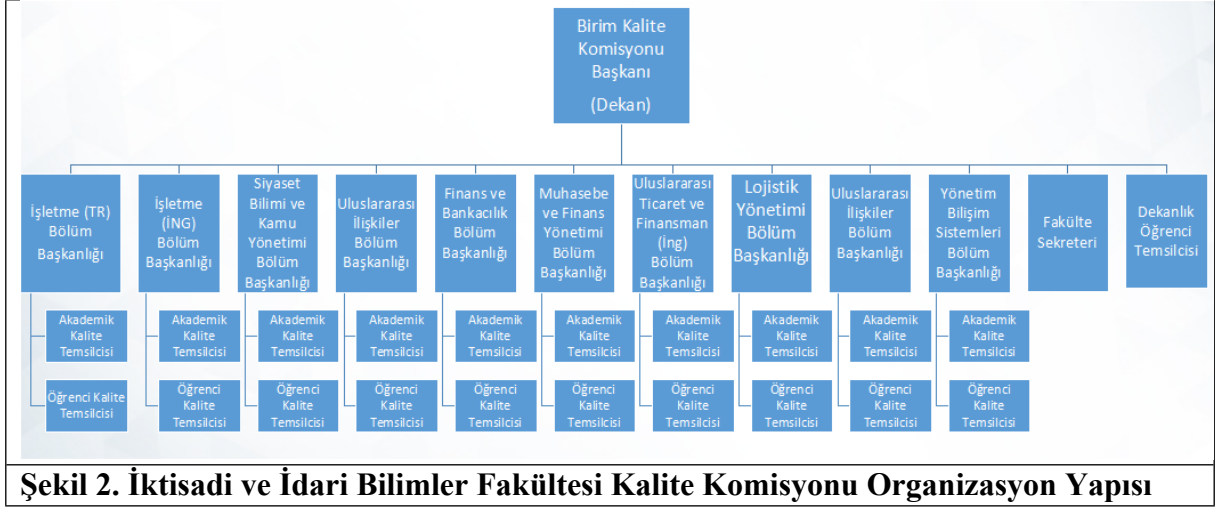 Birim Kalite
Komisyonu
Başkanı
(Dekan)
İşletme (TR)
Bölüm
Başkanlığı
İşletme
(İNG)
Bölüm
Başkanlığı
Siyaset
Bilimi ve
Kamu
Yönetimi
Bölüm
Başkanlığı
Uluslararası
İlişkiler
Bölüm
Başkanlığı
Finans ve
Bankacılık
Bölüm
Başkanlığı
Muhasebe
ve Finans
Yönetimi
Bölüm
Başkanlığı
Uluslararası
Ticaret ve
Finansman
(İng)
Bölüm
Başkanlığı
Lojistik
Yönetimi
Bölüm
Başkanlığı
Uluslararası
İlişkiler
Bölüm
Başkanlığı
Yönetim
Bilişim
Sistemleri
Bölüm
Başkanlığı
Fakülte
Sekreteri
Dekanlık
Öğrenci
Temsilcisi
Akademik
Kalite
Temsilcisi
Akademik
Kalite
Temsilcisi
Akademik
Kalite
Temsilcisi
Akademik
Kalite
Temsilcisi
Akademik
Kalite
Temsilcisi
Akademik
Kalite
Temsilcisi
Akademik
Kalite
Temsilcisi
Akademik
Kalite
Temsilcisi
Akademik
Kalite
Temsilcisi
Akademik
Kalite
Temsilcisi
Öğrenci Kalite
Temsilcisi
Öğrenci
Kalite
Temsilcisi
Öğrenci
Kalite
Temsilcisi
Öğrenci
Kalite
Temsilcisi
Öğrenci
Kalite
Temsilcisi
Öğrenci
Kalite
Temsilcisi
Öğrenci
Kalite
Temsilcisi
Öğrenci
Kalite
Temsilcisi
Öğrenci
Kalite
Temsilcisi
Öğrenci
Kalite
Temsilcisi
Şekil 2. İktisadi ve İdari Bilimler Fakültesi Kalite Komisyonu Organizasyon Yapısı